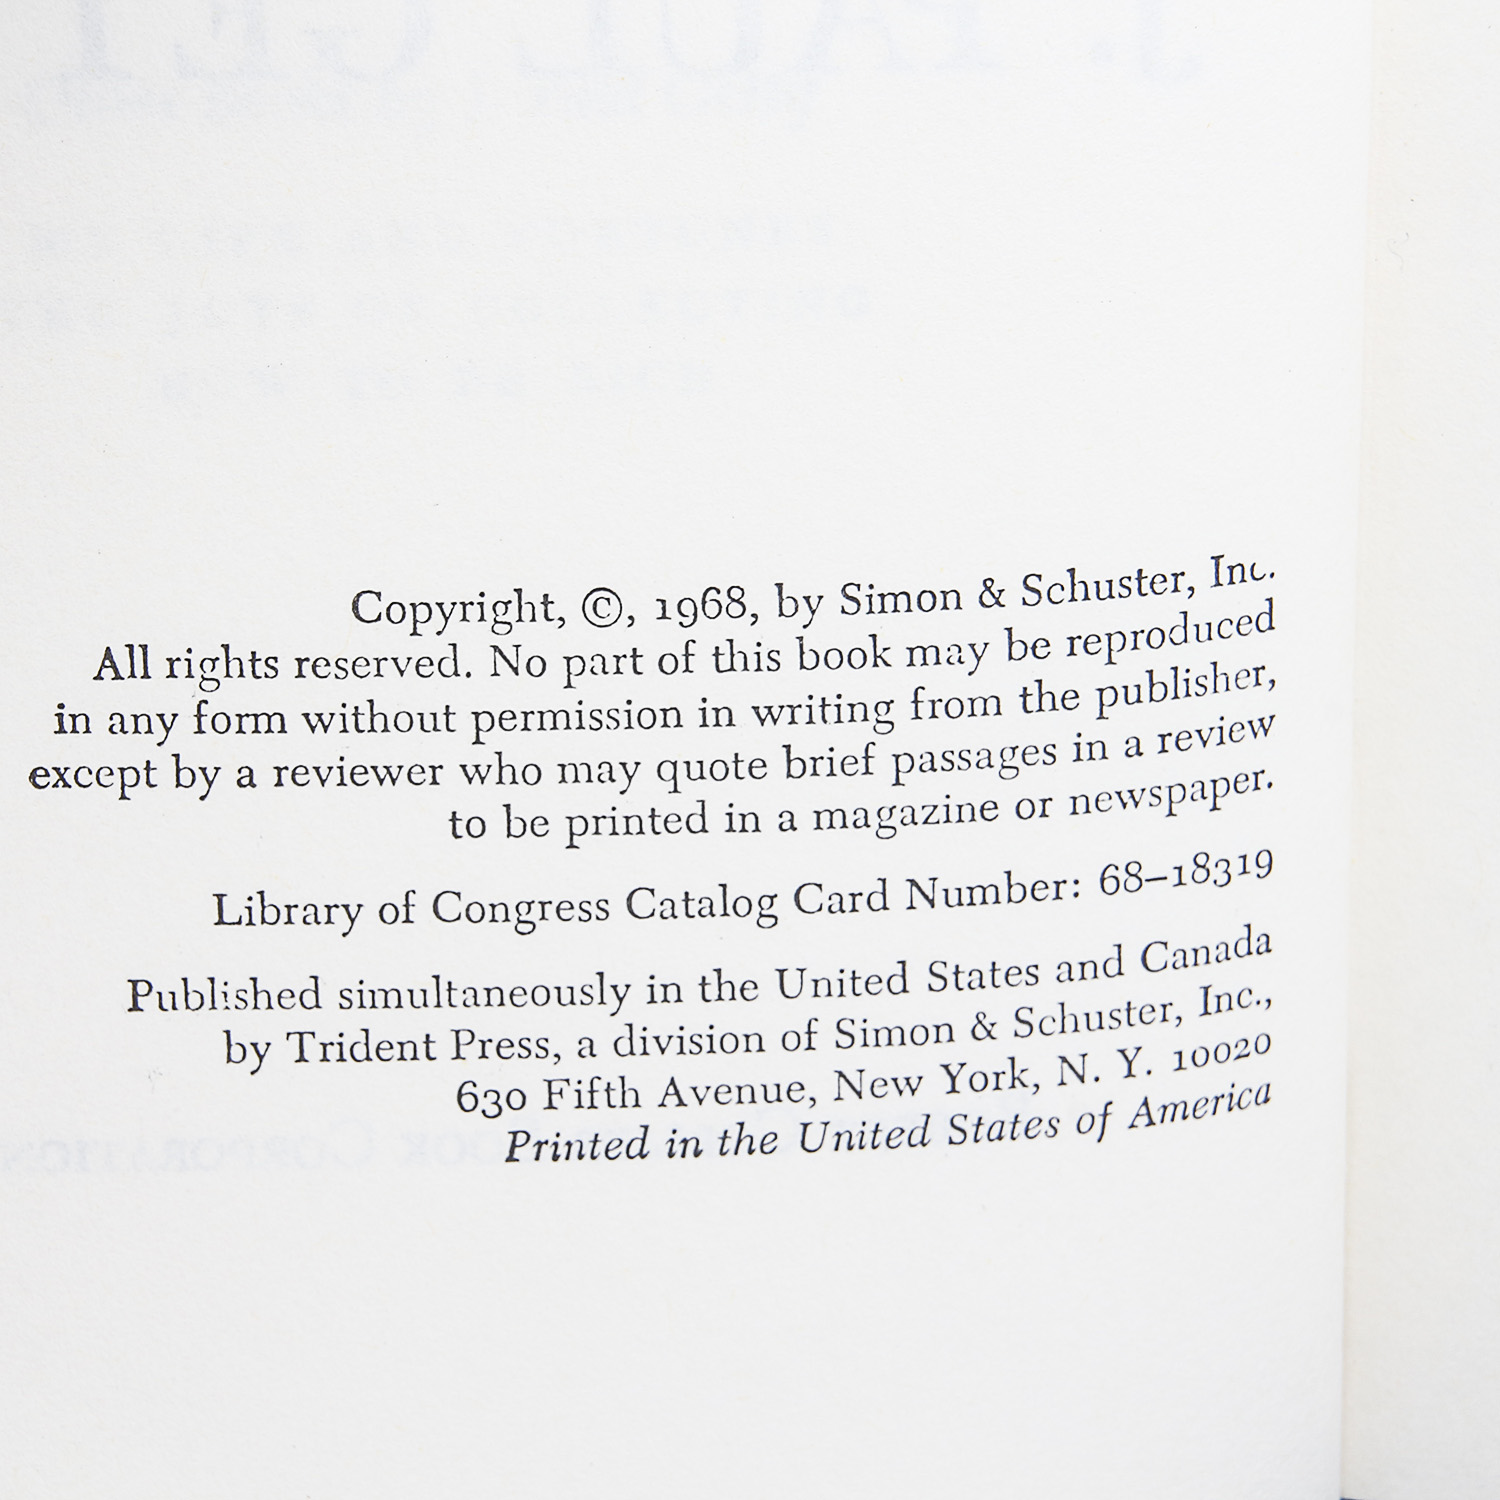 Copyright, ©, 1968, by Simon & Schuster, Inc.
All rights reserved. No part of this book may be reproduced
in any form without permission in writing from the publisher,
except by a reviewer who may quote brief passages in a review
to be printed in a magazine or newspaper.
Library of Congress Catalog Card Number: 68–18319
Published simultaneously in the United States and Canada
by Trident Press, a division of Simon & Schuster, Inc.,
630 Fifth Avenue, New York, N. Y. 10020
Printed in the United States of America